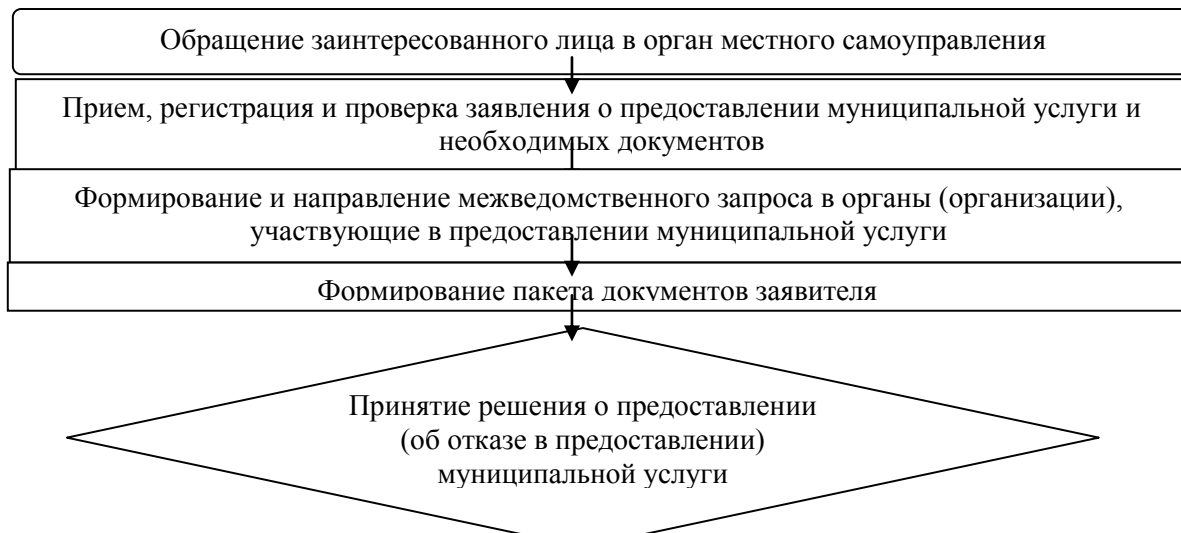 Обращение заинтересованного лица в орган местного самоуправления
Прием, регистрация и проверка заявления о предоставлении муниципальной услуги и
необходимых документов
Формирование и направление межведомственного запроса в органы (организации),
участвующие в предоставлении муниципальной услуги
Формирование пакета документов заявителя
Принятие решения о предоставлении
(об отказе в предоставлении)
муниципальной услуги